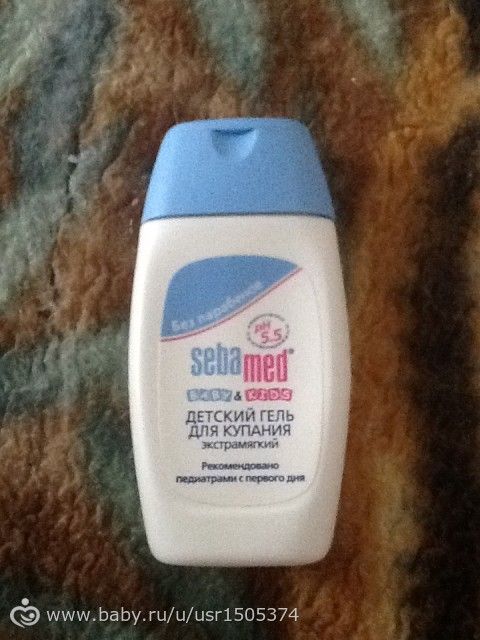 Без парабенов
pH
5.5
sebamed®
BABY & KIDS
ДЕТСКИЙ ГЕЛЬ
ДЛЯ КУПАНИЯ
экстрамягкий
Рекомендовано
педиатрами с первого дня
www.baby.ru/u/usr1505374